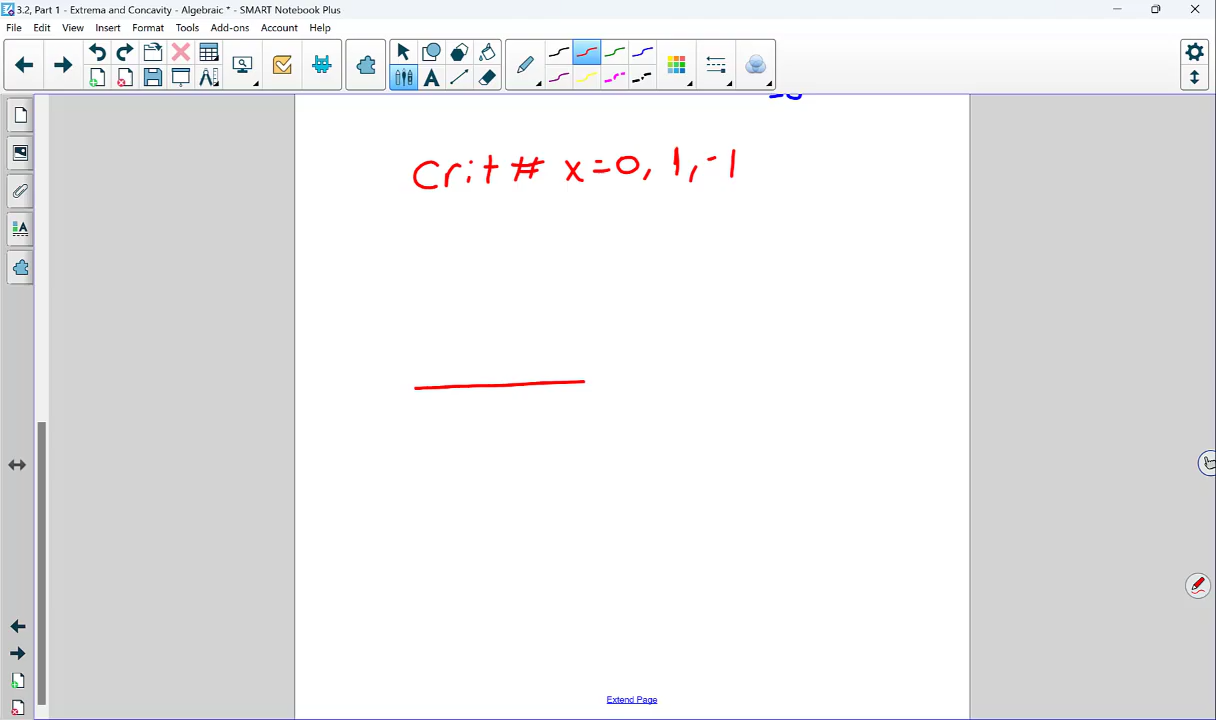 3.2, Part 1 - Extrema and Concavity - Algebraic * - SMART Notebook Plus
File Edit View Insert Format Tools Add-ons Account Help
Crit # x=0, 1, -1
Extend Page